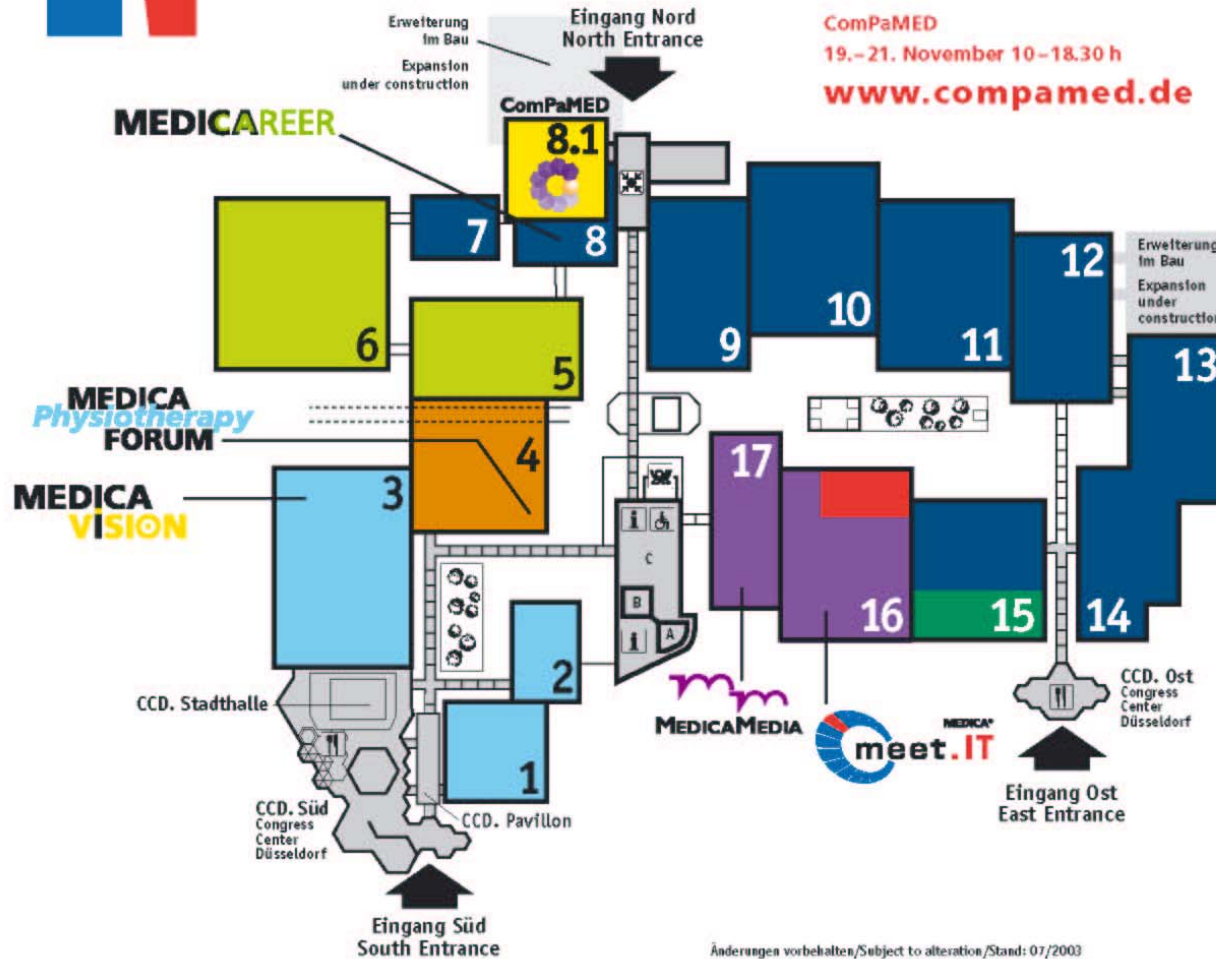 Erweiterung
im Bau
Expansion
under construction
Eingang Nord
North Entrance
ComPaMED
19.–21. November 10–18.30 h
www.compamed.de
MEDICAREER
ComPaMED
8.1
7
8
6
5
9
10
11
12
Erweiterung
im Bau
Expansion
under
construction
13
MEDICA
Physiotherapy
FORUM
4
MEDICA
ViSION
3
17
16
15
14
C
B
A
2
1
CCD. Stadthalle
CCD. Süd
Congress
Center
Düsseldorf
CCD. Pavillon
MEDICAMEDIA
MEDICA®
meet.IT
CCD. Ost
Congress
Center
Düsseldorf
Eingang Ost
East Entrance
Eingang Süd
South Entrance
Änderungen vorbehalten/Subject to alteration/Stand: 07/2003